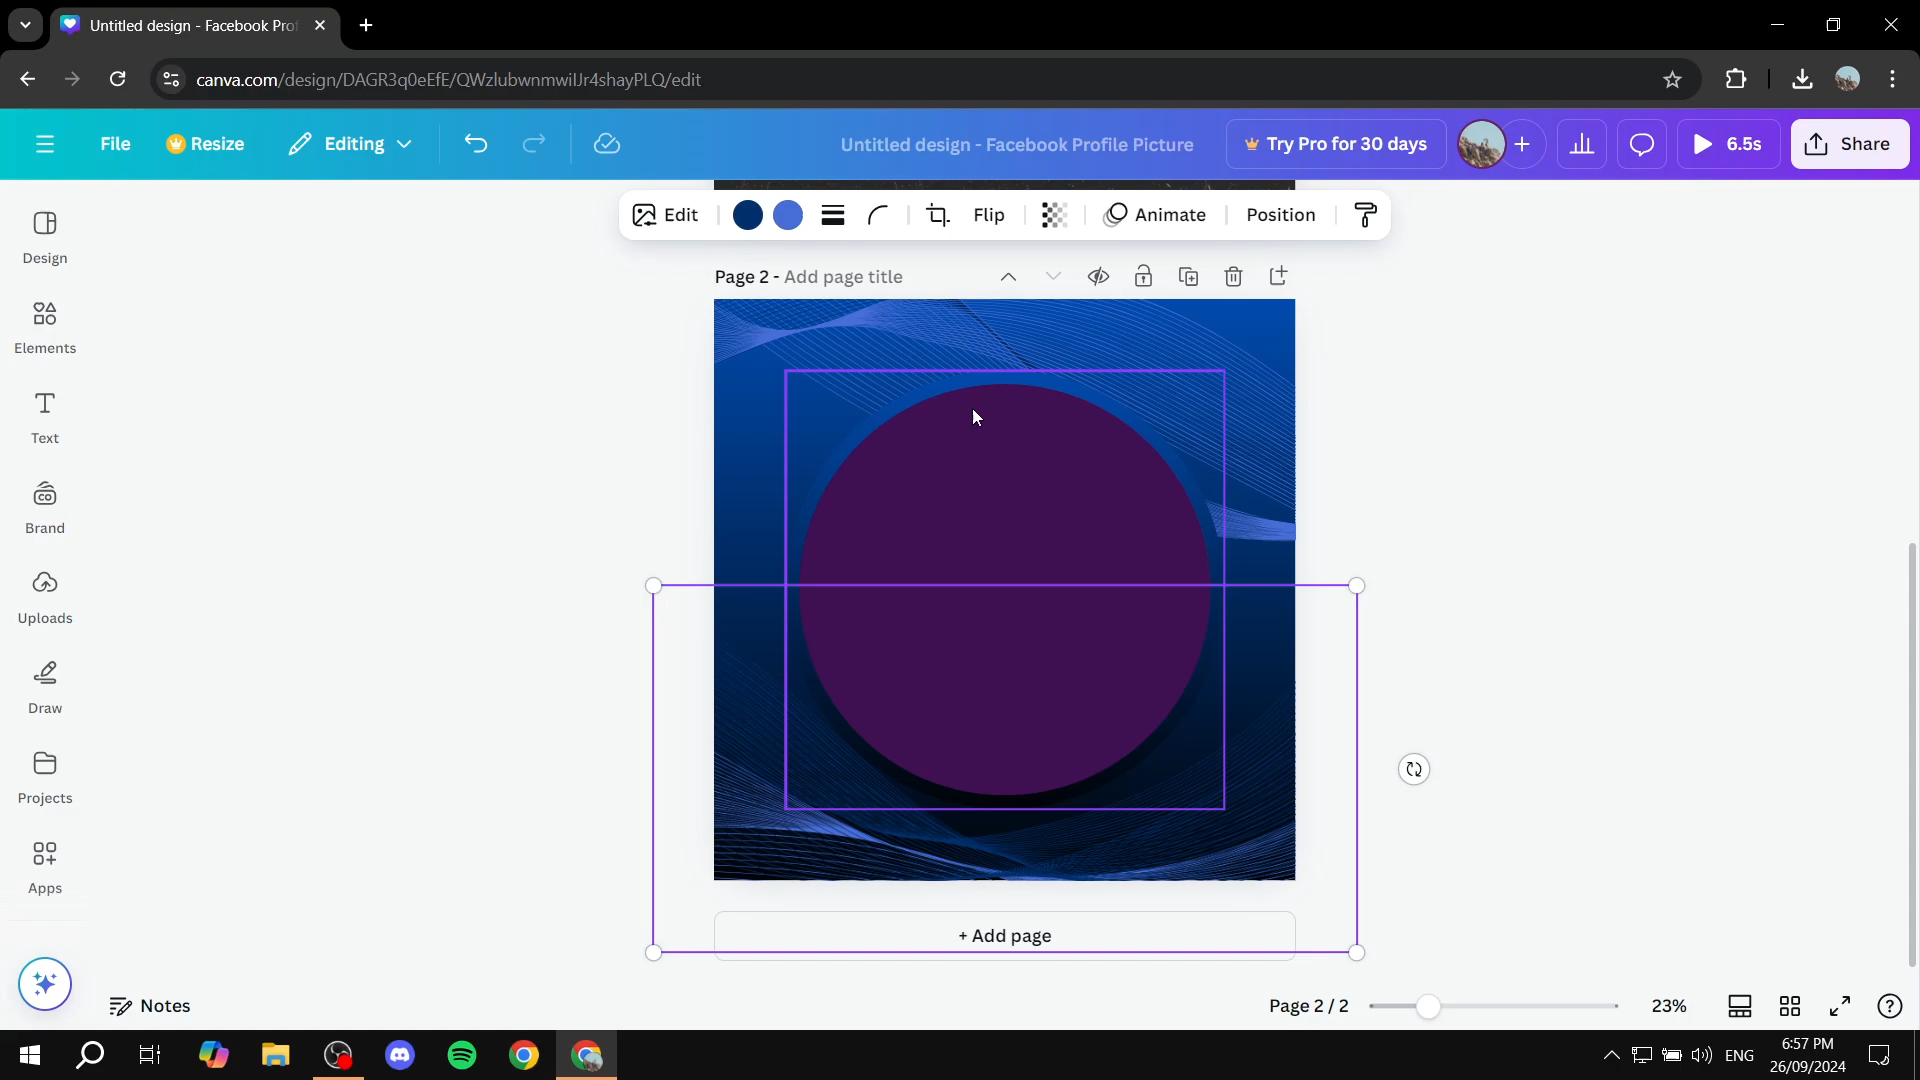 Untitled design - Facebook Prof
canva.com/design/DAGR3q0eEfE/QWzlubwnmwilJr4shayPLQ/edit
File
Resize
Editing
Untitled design - Facebook Profile Picture
Try Pro for 30 days
6.5s
Share
Edit
Flip
Animate
Position
Design
Elements
Text
CO
Brand
Uploads
Draw
Projects
Apps
Page 2 - Add page title
+ Add page
Notes
Page 2 / 2
23%
ENG
6:57 PM
26/09/2024